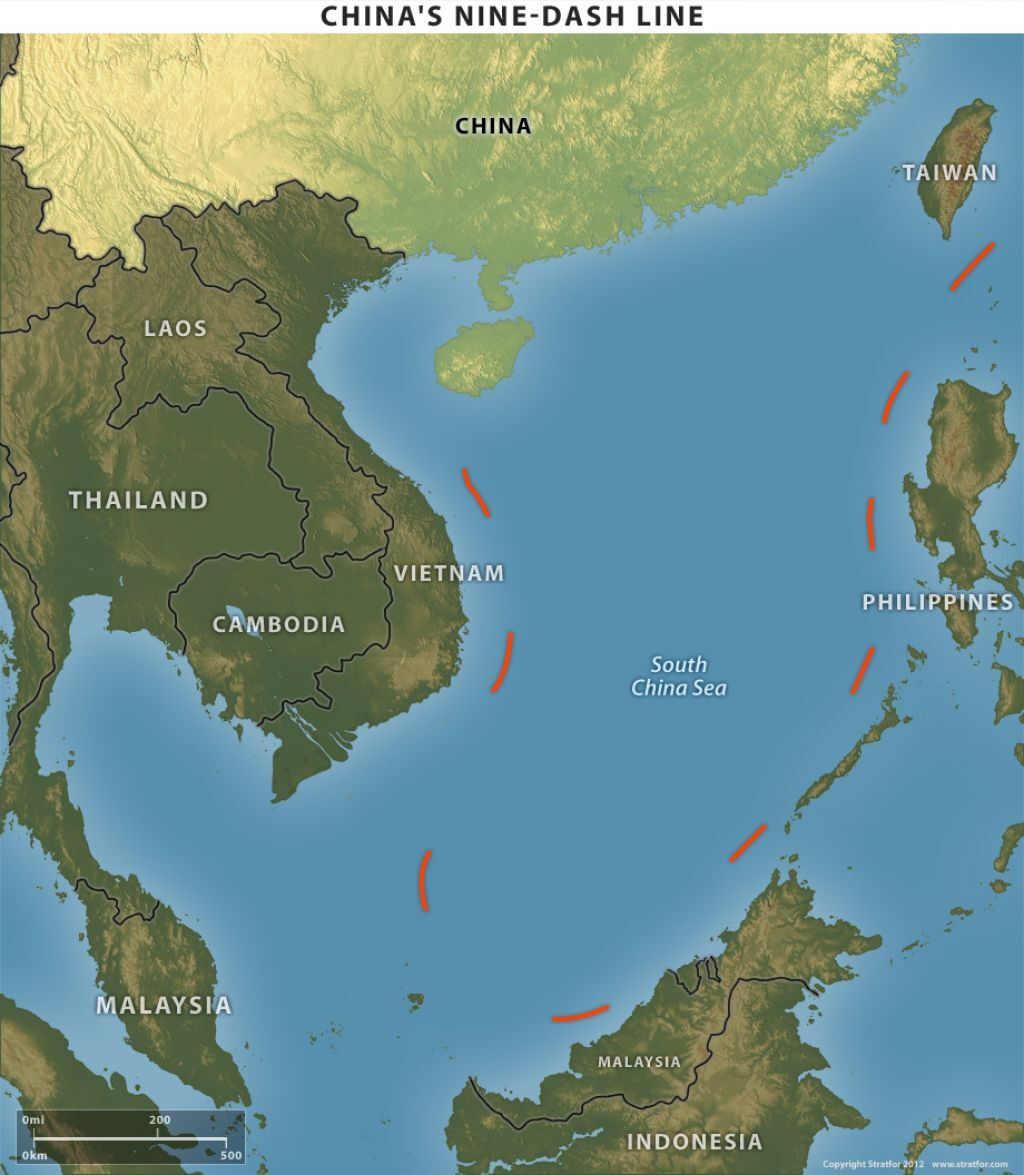 CHINA'S NINE-DASH LINE
CHINA
TAIWAN
LAOS
THAILAND
VIETNAM
CAMBODIA
PHILIPPINES
South
China Sea
MALAYSIA
MALAYSIA
INDONESIA
0mi 200
0km 500
Copyright Stratfor 2012 www.stratfor.com